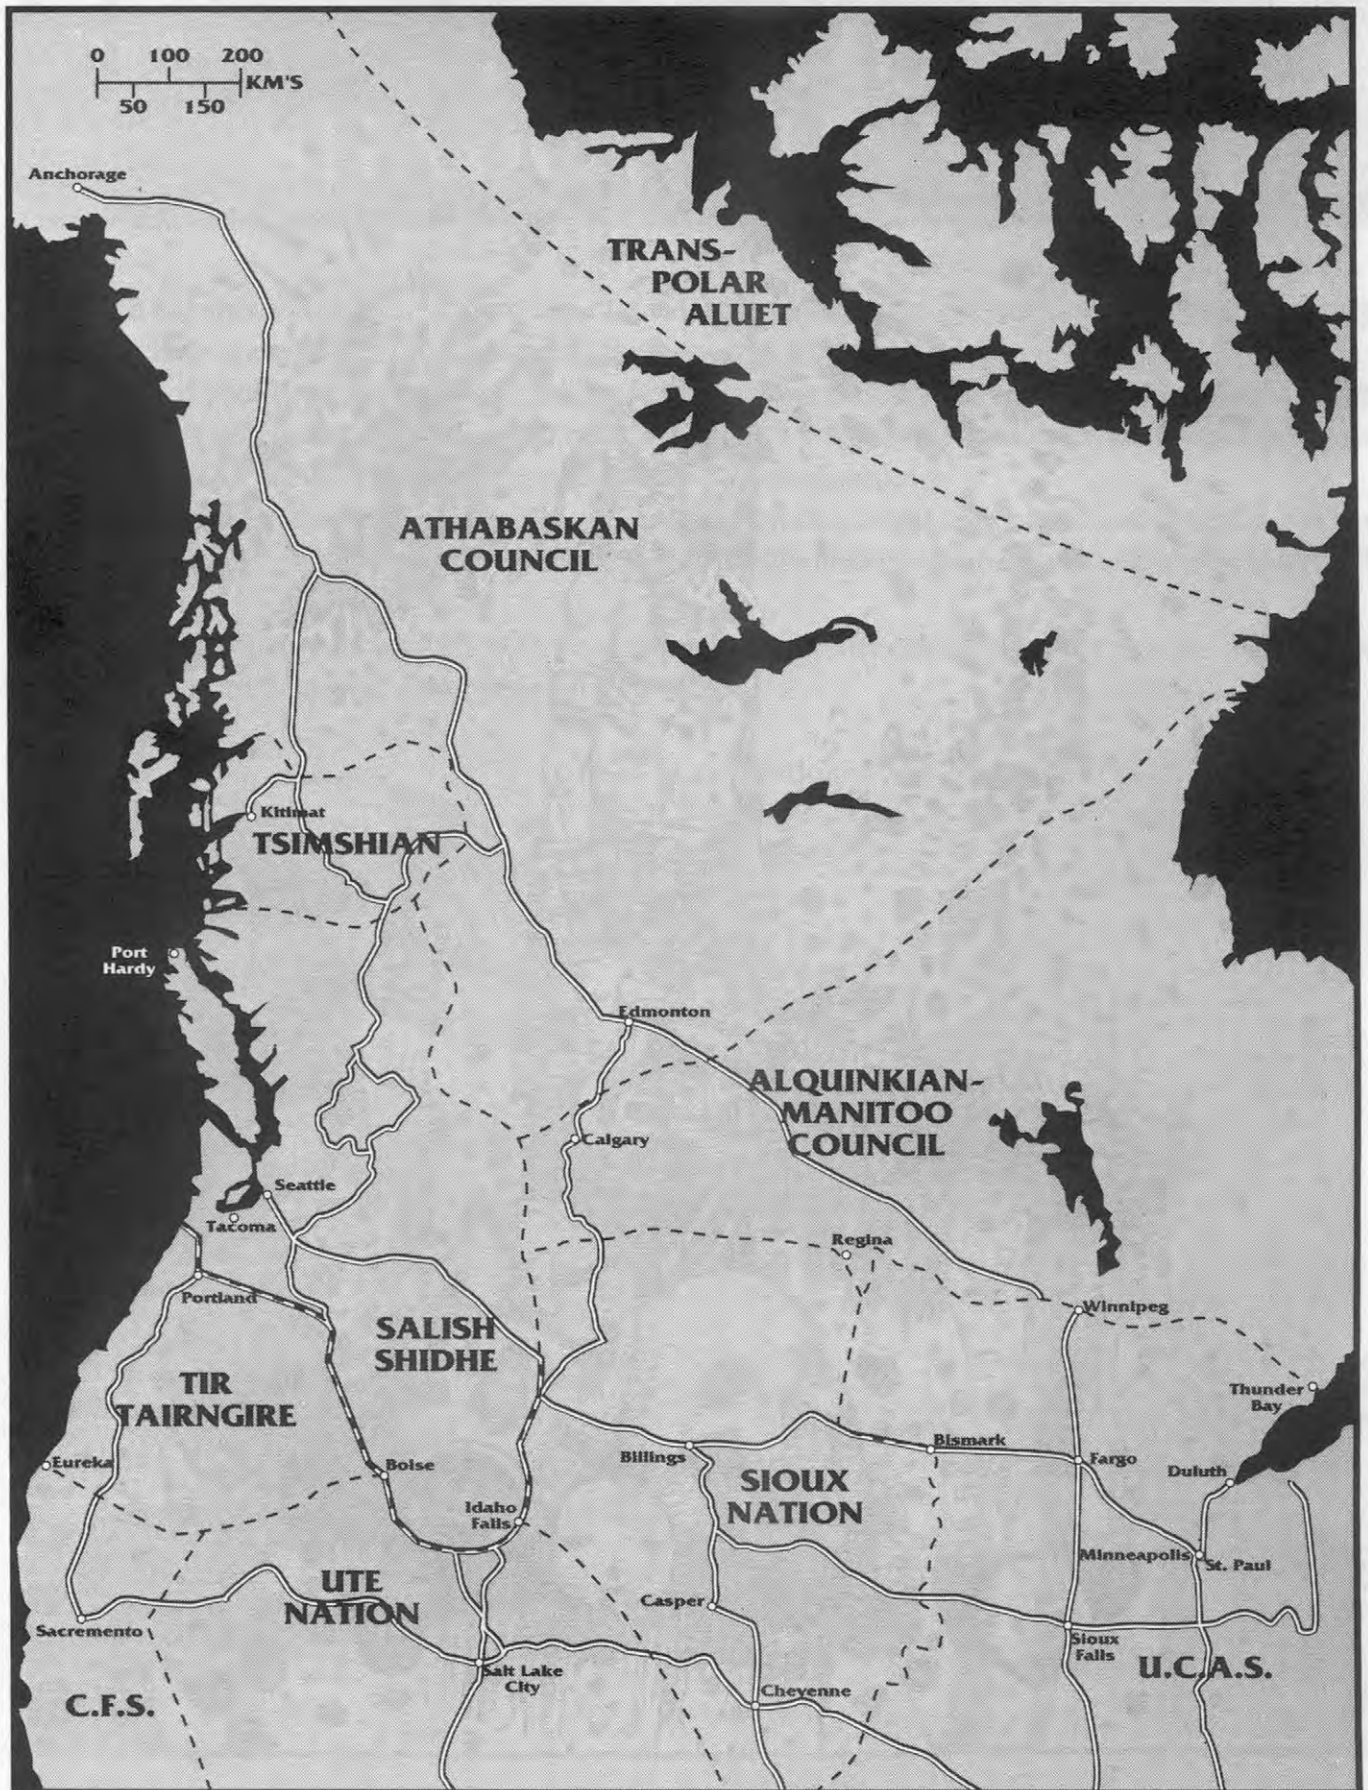 0 100 200
KM'S
50 150
Anchorage
TRANS-
POLAR
ALUET
ATHABASKAN
COUNCIL
Kitimat
TSIMSHIAN
Port
Hardy
Edmonton
ALQUINKIAN-
MANITOO
COUNCIL
Calgary
Seattle
Tacoma
Regina
Portland
Winnipeg
SALISH
SHIDHE
TIR
TAIRNGIRE
Thunder
Bay
Eureka
Boise
Billings
Bismark
Fargo
Duluth
SIOUX
NATION
Idaho
Falls
Minneapolis
St. Paul
UTE
NATION
Casper
Sacremento
Sioux
Falls
U.C.A.S.
Salt Lake
City
Cheyenne
C.F.S.